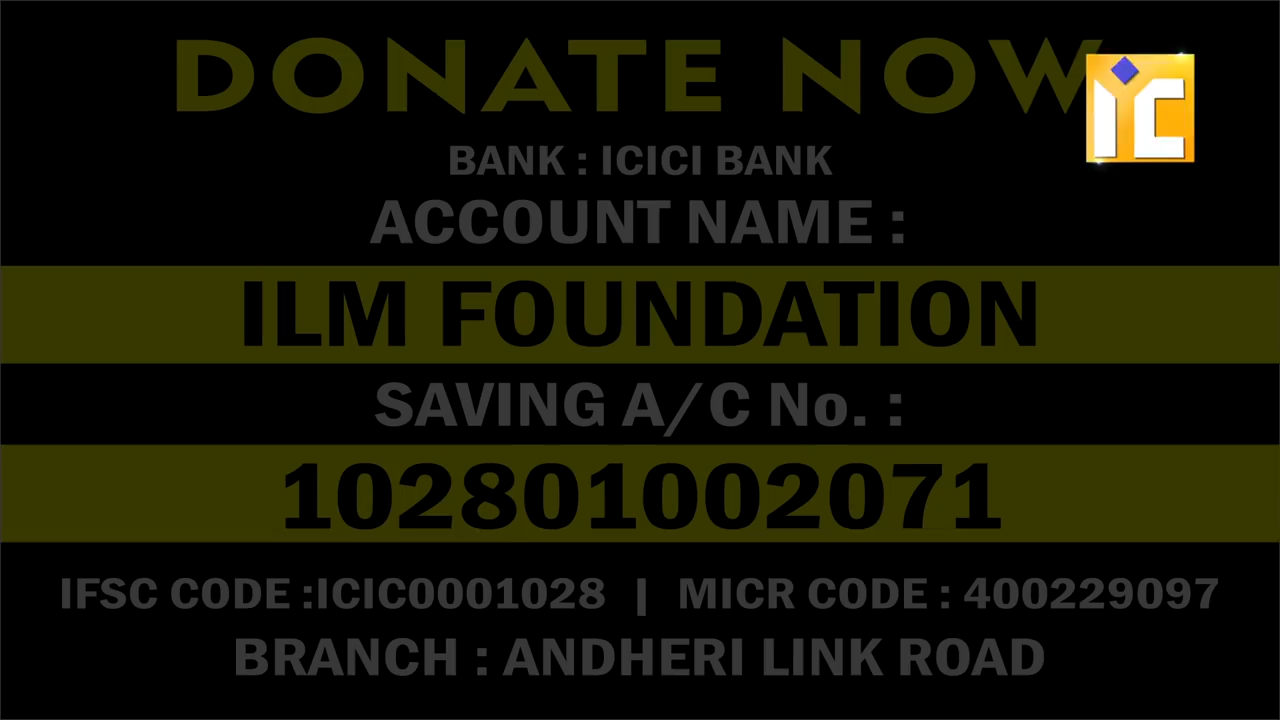 DONATE NOW
iC
BANK : ICICI BANK
ACCOUNT NAME :
ILM FOUNDATION
SAVING A/C No. :
102801002071
IFSC CODE :ICIC0001028 | MICR CODE : 400229097
BRANCH : ANDHERI LINK ROAD